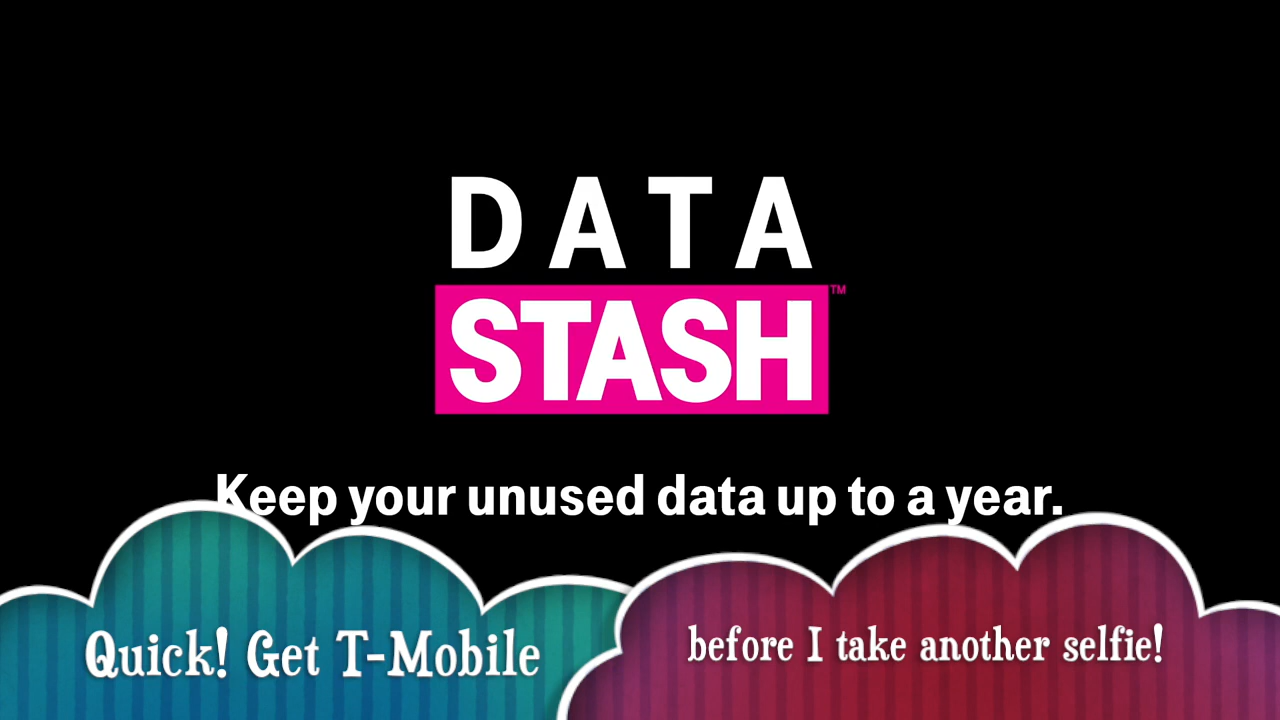 DATA
STASH™
Keep your unused data up to a year.
Quick! Get T-Mobile
before I take another selfie!